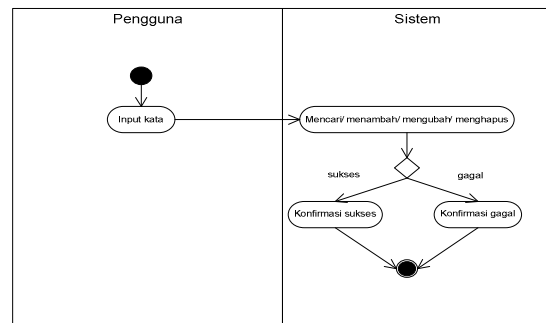 Pengguna
Sistem
Input kata
Mencari/ menambah/ mengubah/ menghapus
sukses
gagal
Konfirmasi sukses
Konfirmasi gagal